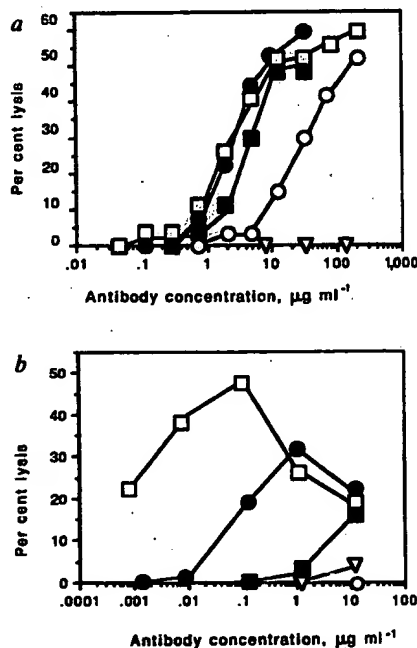 a
Per cent lysis
60
50
40
30
20
10
0
.01 .1 1 10 100 1,000
Antibody concentration, µg ml⁻¹
b
Per cent lysis
50
40
30
20
10
0
.0001 .001 .01 .1 1 10 100
Antibody concentration, µg ml⁻¹